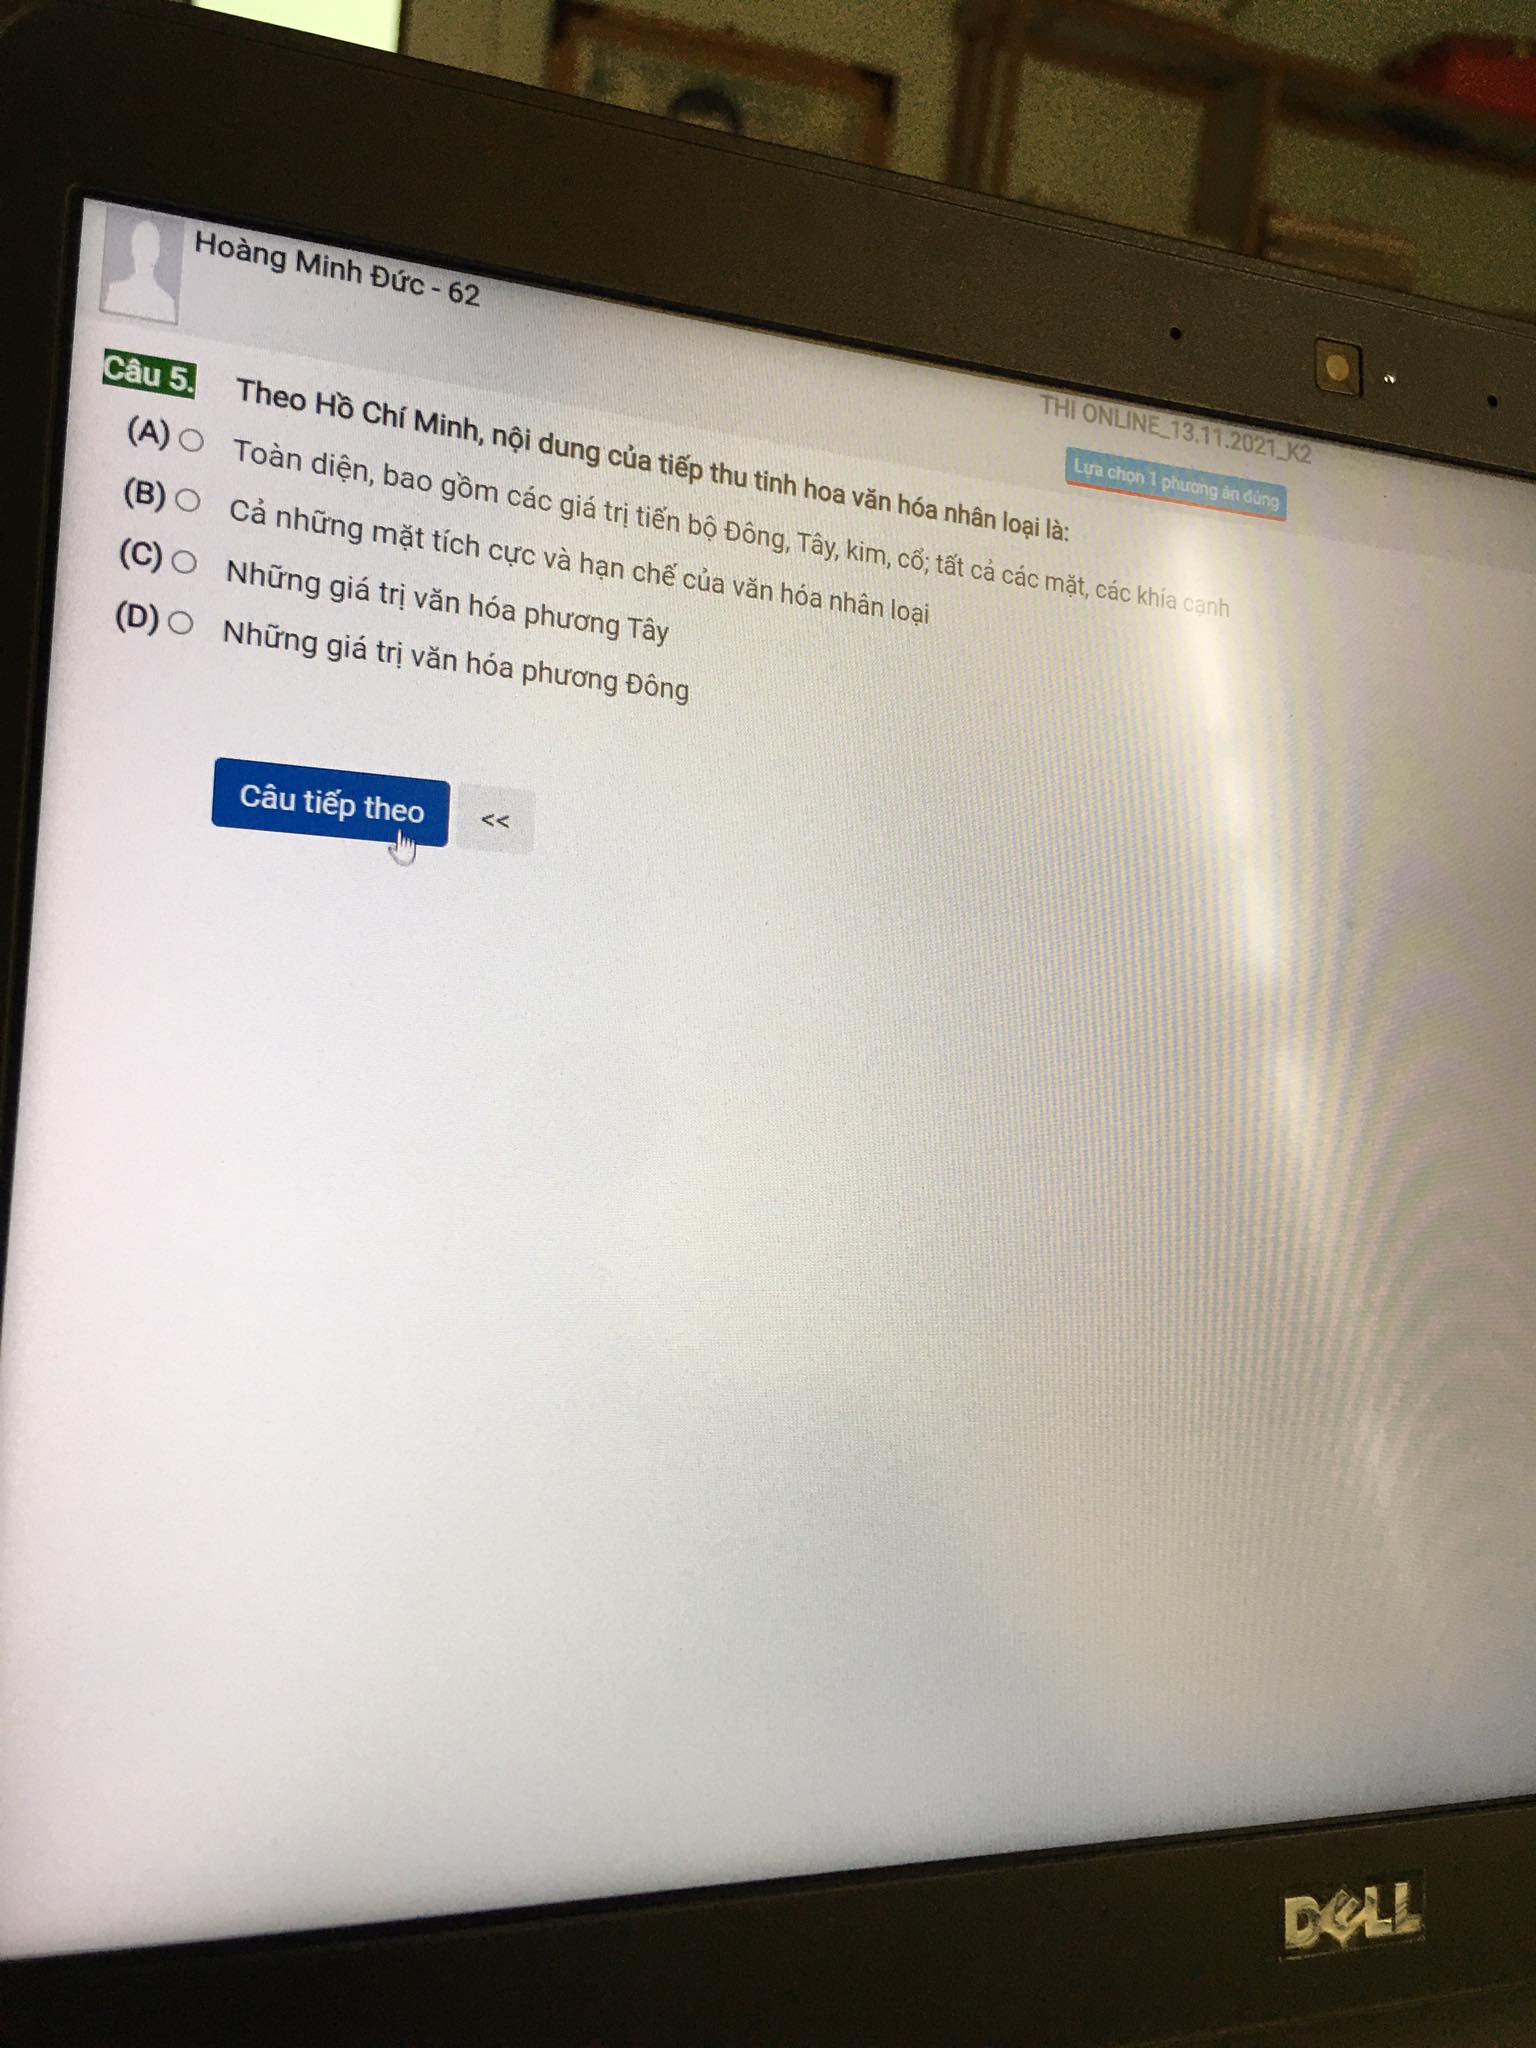 Hoàng Minh Đức - 62
THI ONLINE_13.11.2021_K2
Lựa chọn 1 phương án đúng
Câu 5. Theo Hồ Chí Minh, nội dung của tiếp thu tinh hoa văn hóa nhân loại là:
(A) Toàn diện, bao gồm các giá trị tiến bộ Đông, Tây, kim, cổ; tất cả các mặt, các khía cạnh
(B) Cả những mặt tích cực và hạn chế của văn hóa nhân loại
(C) Những giá trị văn hóa phương Tây
(D) Những giá trị văn hóa phương Đông
Câu tiếp theo <<
DELL